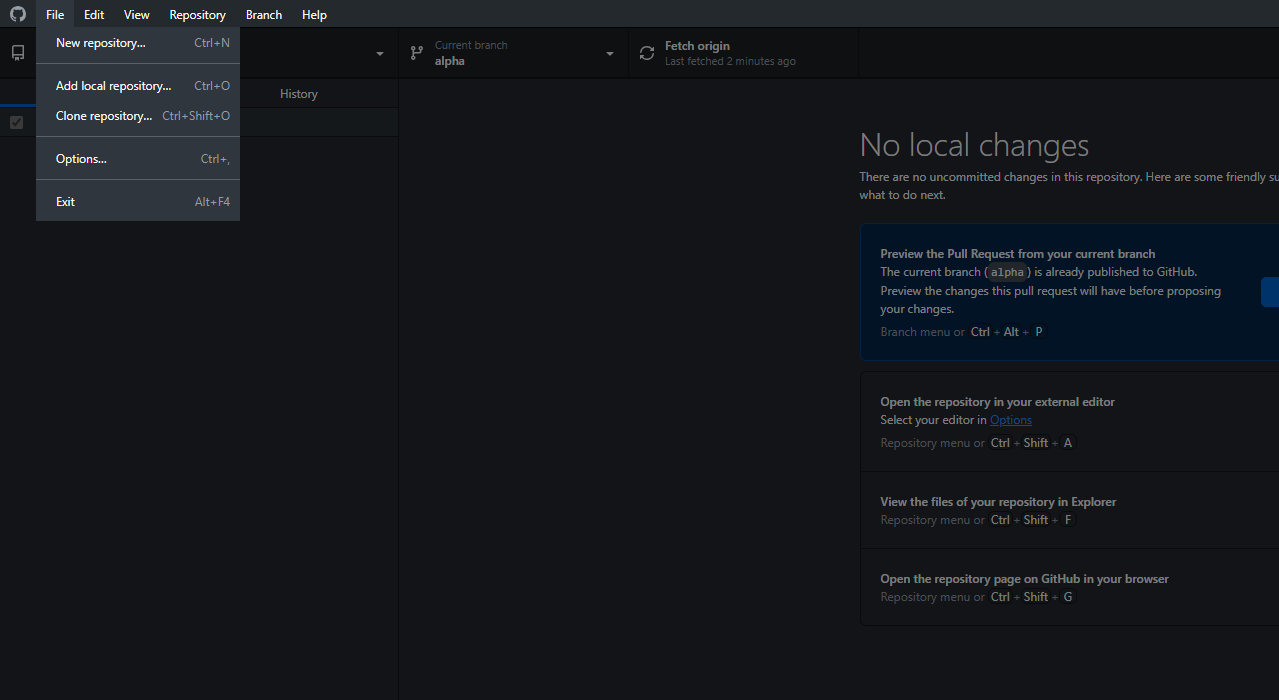 File Edit View Repository Branch Help
New repository... Ctrl+N
Add local repository... Ctrl+O
Clone repository... Ctrl+Shift+O
Options... Ctrl+,
Exit Alt+F4
Current branch
alpha
Fetch origin
Last fetched 2 minutes ago
History
No local changes
There are no uncommitted changes in this repository. Here are some friendly
what to do next.
Preview the Pull Request from your current branch
The current branch (alpha) is already published to GitHub.
Preview the changes this pull request will have before proposing
your changes.
Branch menu or Ctrl + Alt + P
Open the repository in your external editor
Select your editor in Options
Repository menu or Ctrl + Shift + A
View the files of your repository in Explorer
Repository menu or Ctrl + Shift + F
Open the repository page on GitHub in your browser
Repository menu or Ctrl + Shift + G